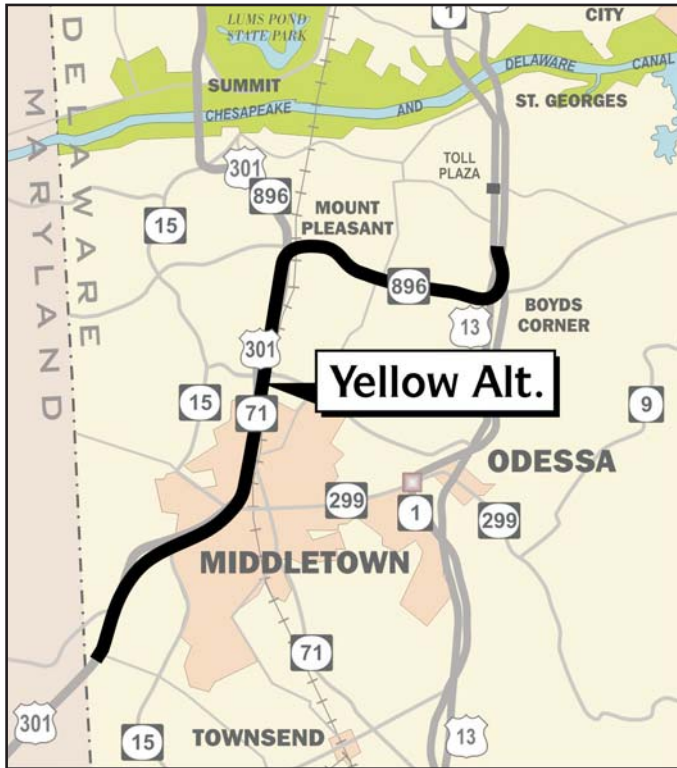 LUMS POND
STATE PARK
1
CITY
DELAWARE CANAL
SUMMIT
CHESAPEAKE AND
ST. GEORGES
DELAWARE
MARYLAND
TOLL
PLAZA
301
896
15
MOUNT
PLEASANT
896
BOYDS
CORNER
13
301
Yellow Alt.
15
71
9
ODESSA
299
1
299
MIDDLETOWN
71
301
15
TOWNSEND
13